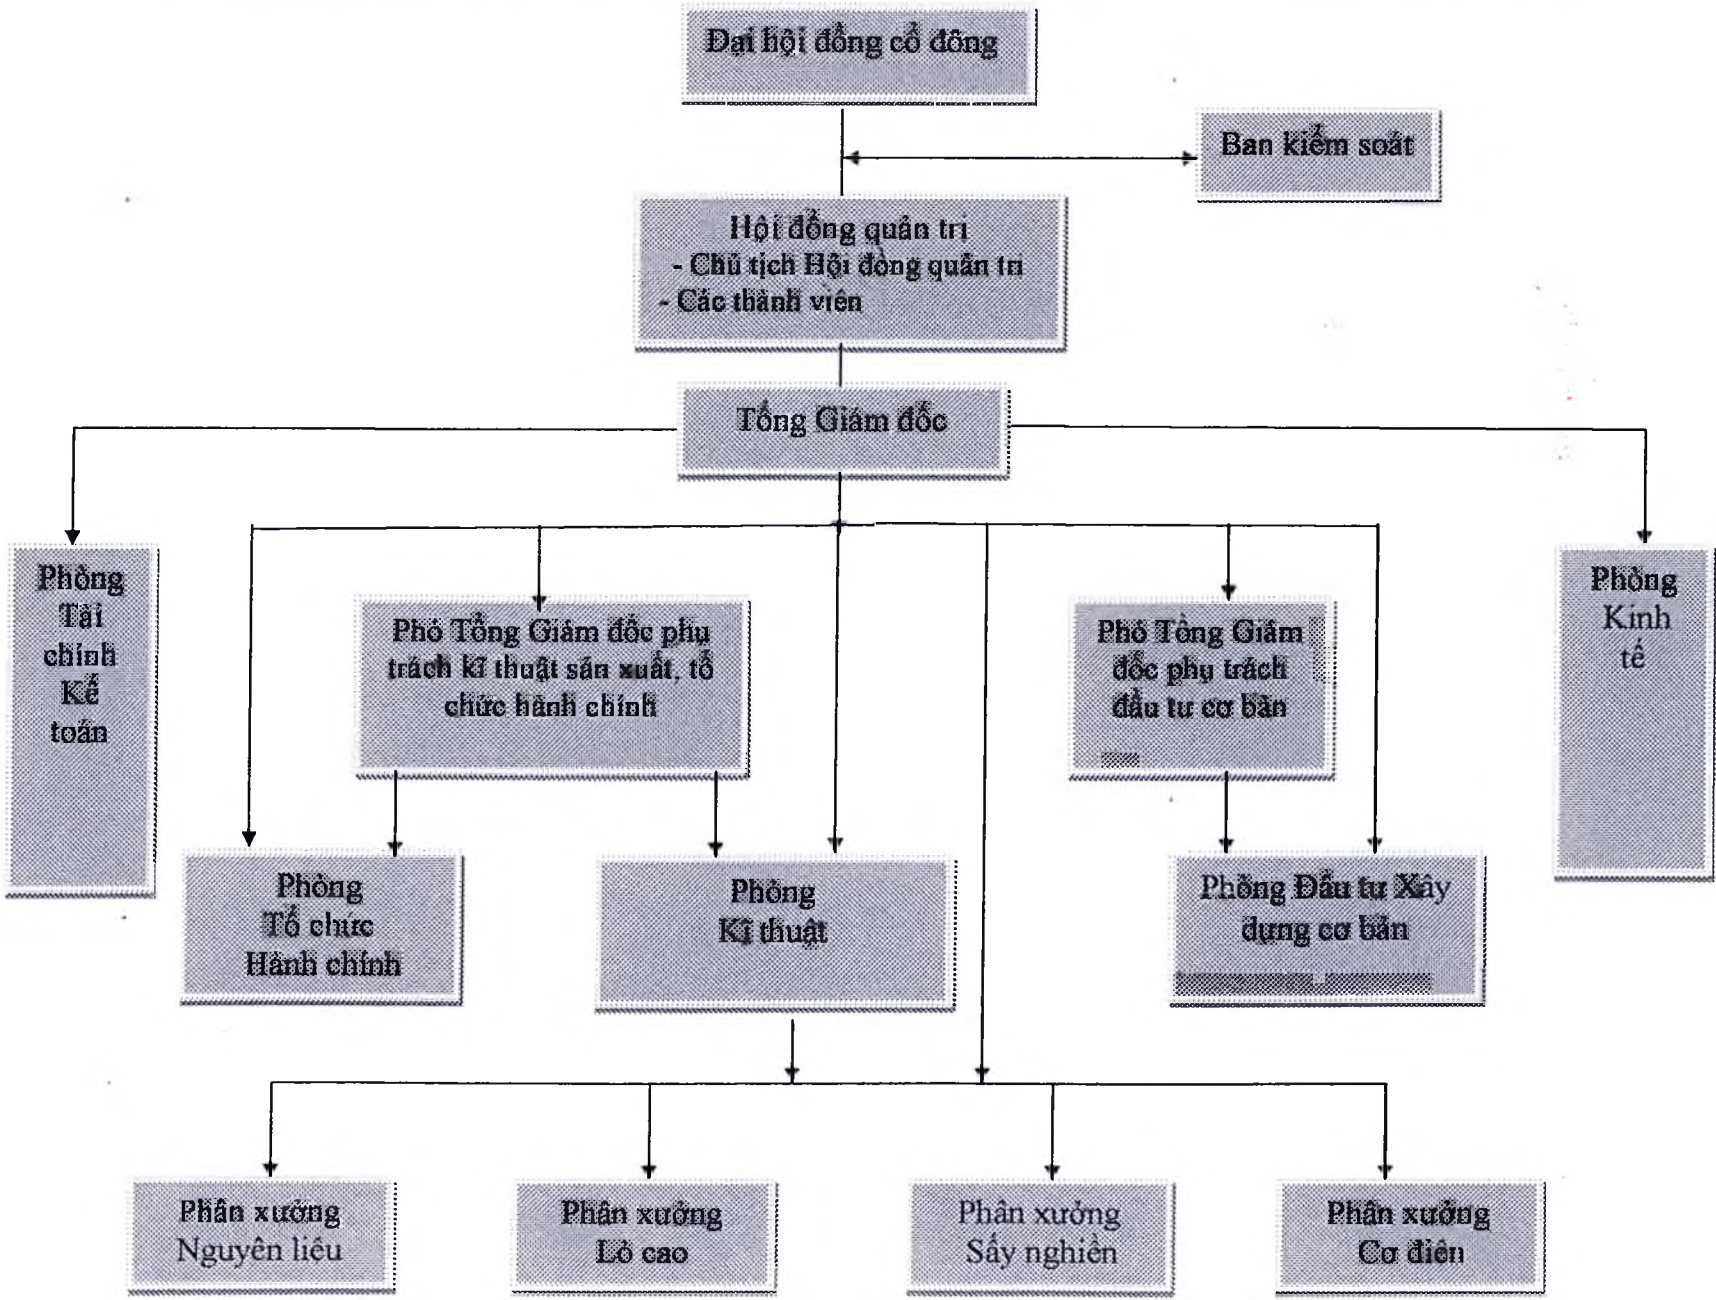 Đại hội đồng cổ đông
Ban kiểm soát
Hội đồng quản trị
- Chủ tịch Hội đồng quản trị
- Các thành viên
Tổng Giám đốc
Phòng
Tài
chính
Kế
toán
Phó Tổng Giám đốc phụ
trách kĩ thuật sản xuất, tổ
chức hành chính
Phó Tổng Giám
đốc phụ trách
đầu tư cơ bản
Phòng
Kinh
tế
Phòng
Tổ chức
Hành chính
Phòng
Kĩ thuật
Phòng Đầu tư Xây
dựng cơ bản
Phân xưởng
Nguyên liệu
Phân xưởng
Lò cao
Phân xưởng
Sấy nghiền
Phân xưởng
Cơ điện